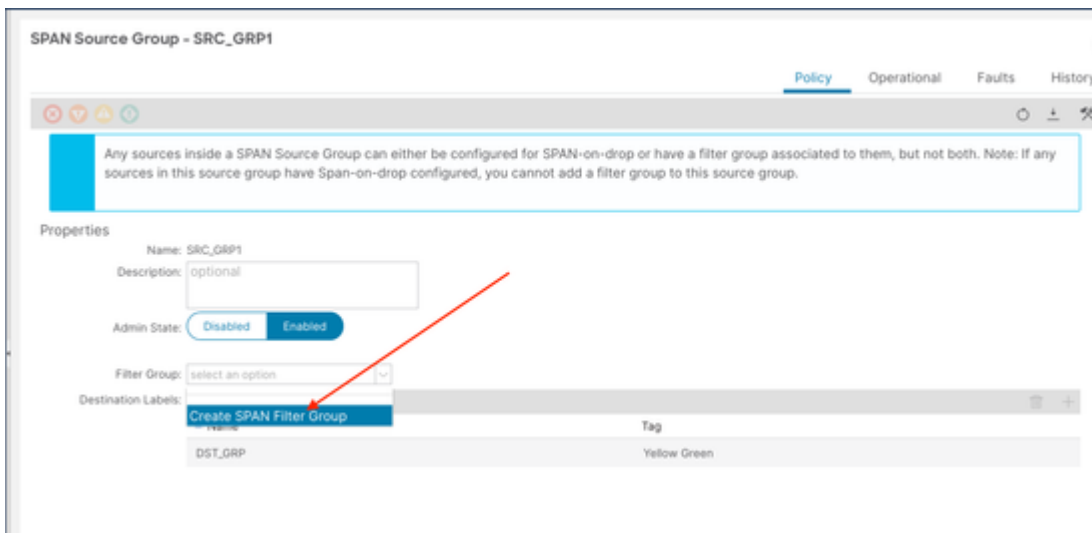 SPAN Source Group - SRC_GRP1
Policy Operational Faults History
Any sources inside a SPAN Source Group can either be configured for SPAN-on-drop or have a filter group associated to them, but not both. Note: If any
sources in this source group have Span-on-drop configured, you cannot add a filter group to this source group.
Properties
Name: SRC_GRP1
Description: optional
Admin State: Disabled Enabled
Filter Group: select an option
Destination Labels:
Create SPAN Filter Group
Name Tag
DST_GRP Yellow Green